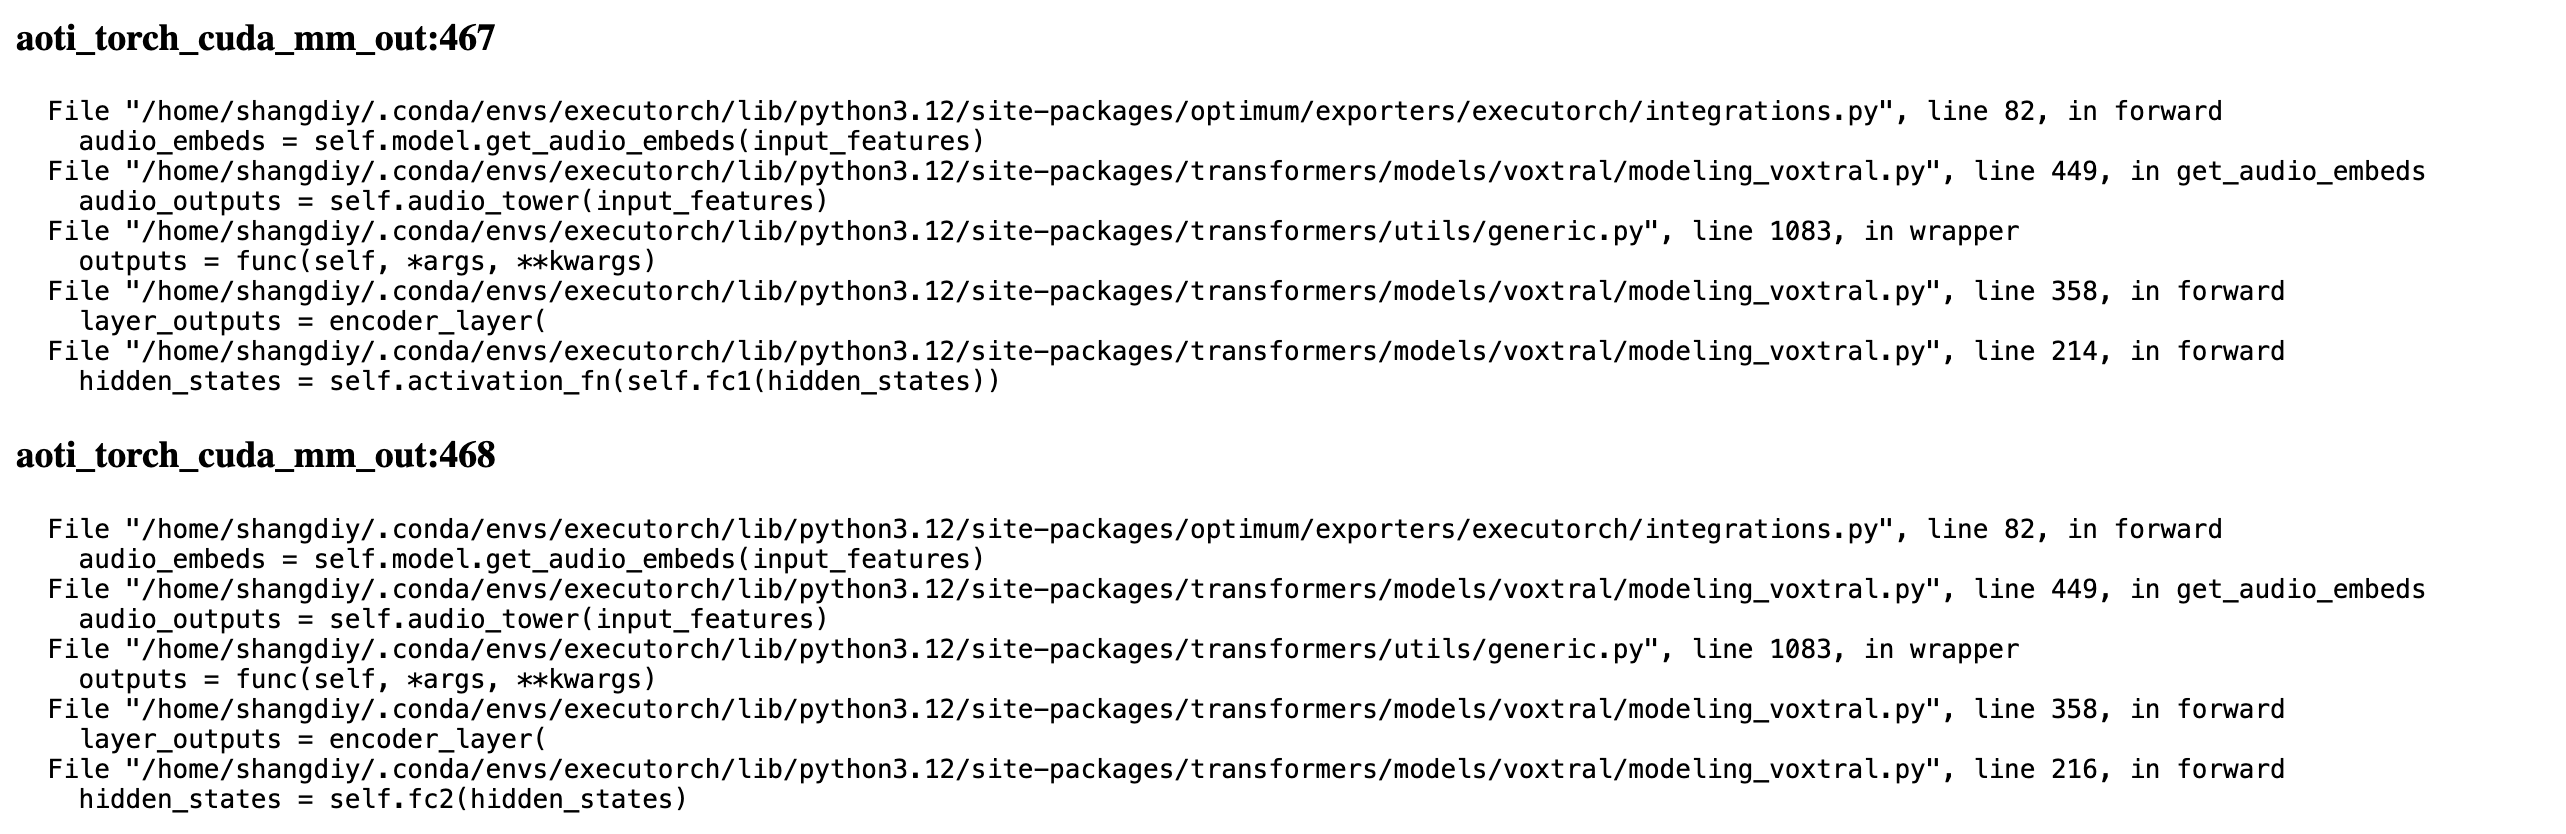 aoti_torch_cuda_mm_out:467
File "/home/shangdiy/.conda/envs/executorch/lib/python3.12/site-packages/optimum/exporters/executorch/integrations.py", line 82, in forward
audio_embeds = self.model.get_audio_embeds(input_features)
File "/home/shangdiy/.conda/envs/executorch/lib/python3.12/site-packages/transformers/models/voxtral/modeling_voxtral.py", line 449, in get_audio_embeds
audio_outputs = self.audio_tower(input_features)
File "/home/shangdiy/.conda/envs/executorch/lib/python3.12/site-packages/transformers/utils/generic.py", line 1083, in wrapper
outputs = func(self, *args, **kwargs)
File "/home/shangdiy/.conda/envs/executorch/lib/python3.12/site-packages/transformers/models/voxtral/modeling_voxtral.py", line 358, in forward
layer_outputs = encoder_layer(
File "/home/shangdiy/.conda/envs/executorch/lib/python3.12/site-packages/transformers/models/voxtral/modeling_voxtral.py", line 214, in forward
hidden_states = self.activation_fn(self.fc1(hidden_states))
aoti_torch_cuda_mm_out:468
File "/home/shangdiy/.conda/envs/executorch/lib/python3.12/site-packages/optimum/exporters/executorch/integrations.py", line 82, in forward
audio_embeds = self.model.get_audio_embeds(input_features)
File "/home/shangdiy/.conda/envs/executorch/lib/python3.12/site-packages/transformers/models/voxtral/modeling_voxtral.py", line 449, in get_audio_embeds
audio_outputs = self.audio_tower(input_features)
File "/home/shangdiy/.conda/envs/executorch/lib/python3.12/site-packages/transformers/utils/generic.py", line 1083, in wrapper
outputs = func(self, *args, **kwargs)
File "/home/shangdiy/.conda/envs/executorch/lib/python3.12/site-packages/transformers/models/voxtral/modeling_voxtral.py", line 358, in forward
layer_outputs = encoder_layer(
File "/home/shangdiy/.conda/envs/executorch/lib/python3.12/site-packages/transformers/models/voxtral/modeling_voxtral.py", line 216, in forward
hidden_states = self.fc2(hidden_states)